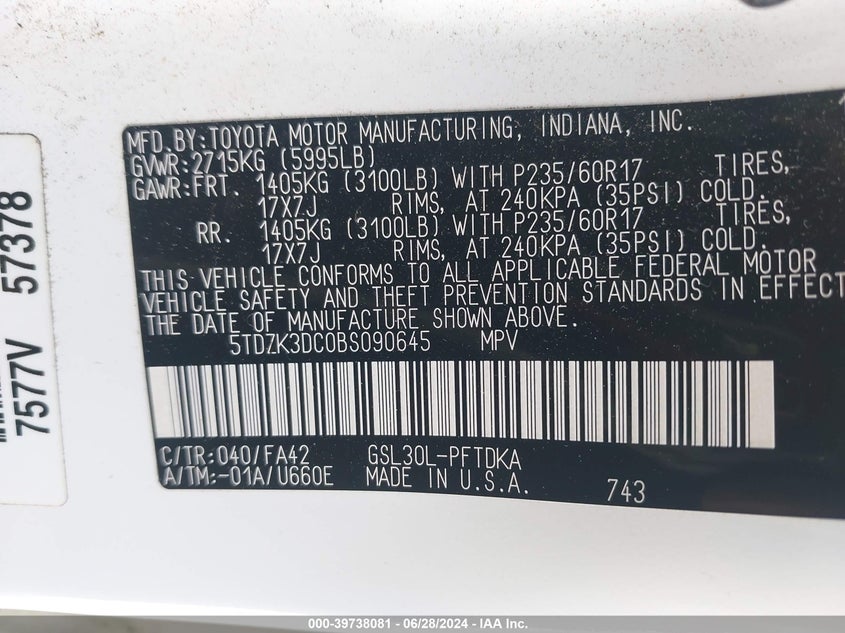 MFD. BY:TOYOTA MOTOR MANUFACTURING, INDIANA, INC.
GVWR:2715KG (5995LB)
GAWR:FRT. 1405KG (3100LB) WITH P235/60R17 TIRES,
17X7J RIMS, AT 240KPA (35PSI) COLD.
RR. 1405KG (3100LB) WITH P235/60R17 TIRES,
17X7J RIMS, AT 240KPA (35PSI) COLD.
THIS VEHICLE CONFORMS TO ALL APPLICABLE FEDERAL MOTOR
VEHICLE SAFETY AND THEFT PREVENTION STANDARDS IN EFFECT
THE DATE OF MANUFACTURE SHOWN ABOVE.
5TDZK3DC0BS090645 MPV
C/TR:040/FA42 GSL30L-PFTDKA
A/TM:-01A/U660E MADE IN U.S.A. 743
7577V 57378
000-39738081 - 06/28/2024 - IAA Inc.